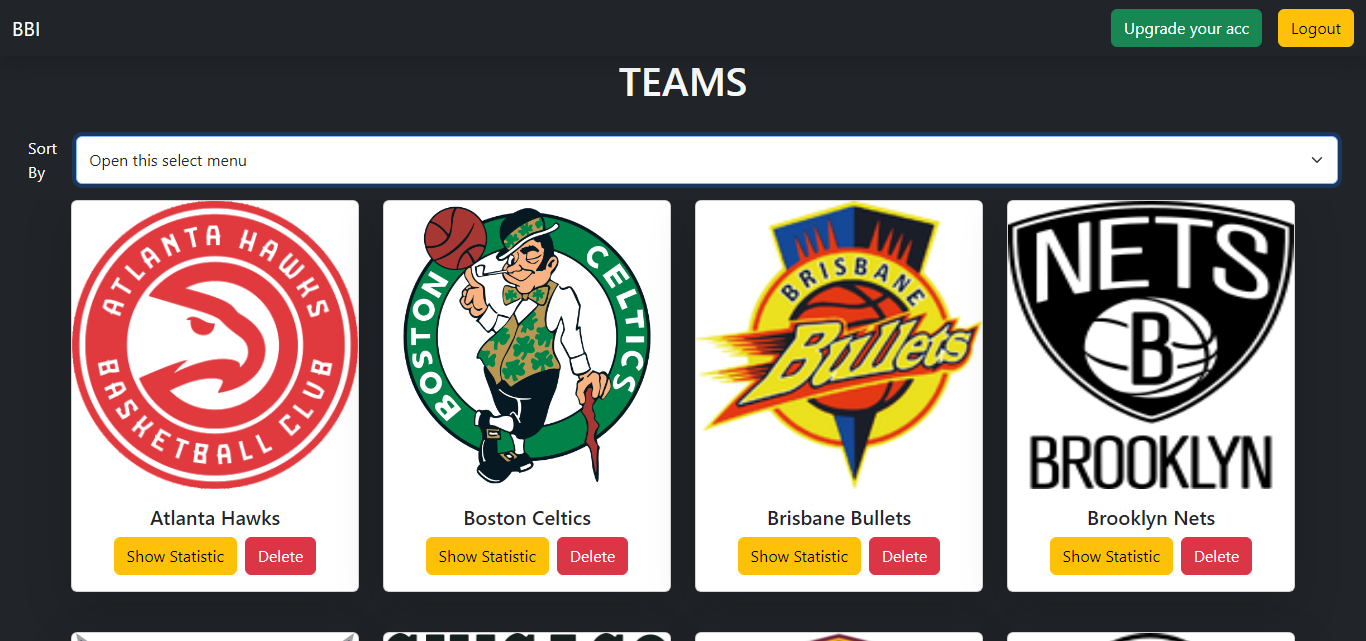 BBI
Upgrade your acc
Logout
TEAMS
Sort
By
Open this select menu
ATLANTA HAWKS
BASKETBALL CLUB
BOSTON
CELTICS
BRISBANE
Bullets
NETS
B
BROOKLYN
Atlanta Hawks
Boston Celtics
Brisbane Bullets
Brooklyn Nets
Show Statistic
Delete
Show Statistic
Delete
Show Statistic
Delete
Show Statistic
Delete